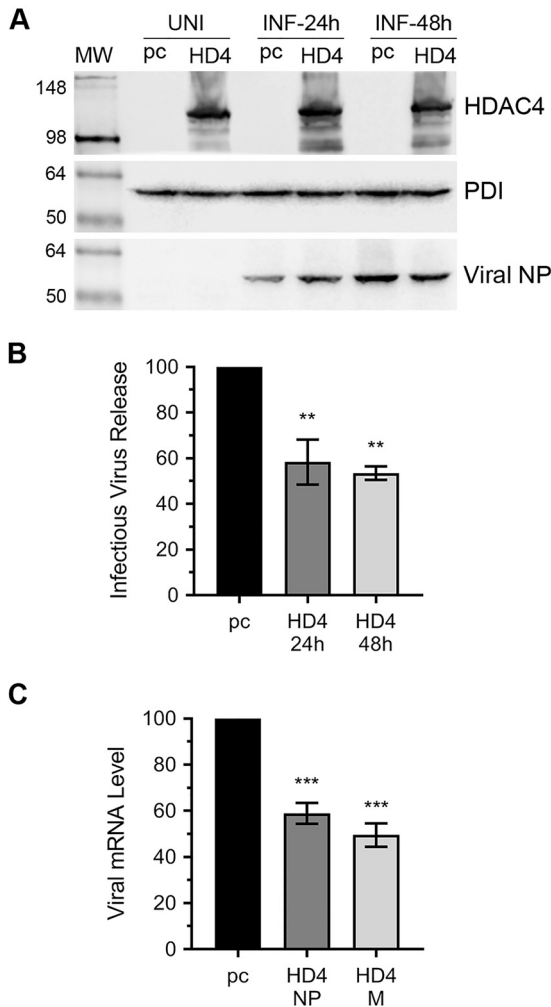 A
UNI INF-24h INF-48h
MW pc HD4 pc HD4 pc HD4
148
HDAC4
98
64
PDI
50
64
Viral NP
50
B
Infectious Virus Release
100
80
60
40
20
0
** **
pc HD4 HD4
24h 48h
C
Viral mRNA Level
100
80
60
40
20
0
*** ***
pc HD4 HD4
NP M